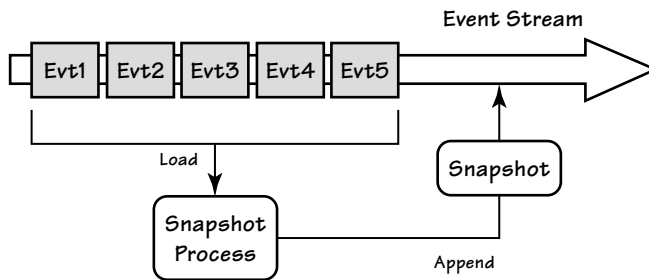 Event Stream
Evt1 Evt2 Evt3 Evt4 Evt5
Load
Snapshot
Snapshot
Process
Append